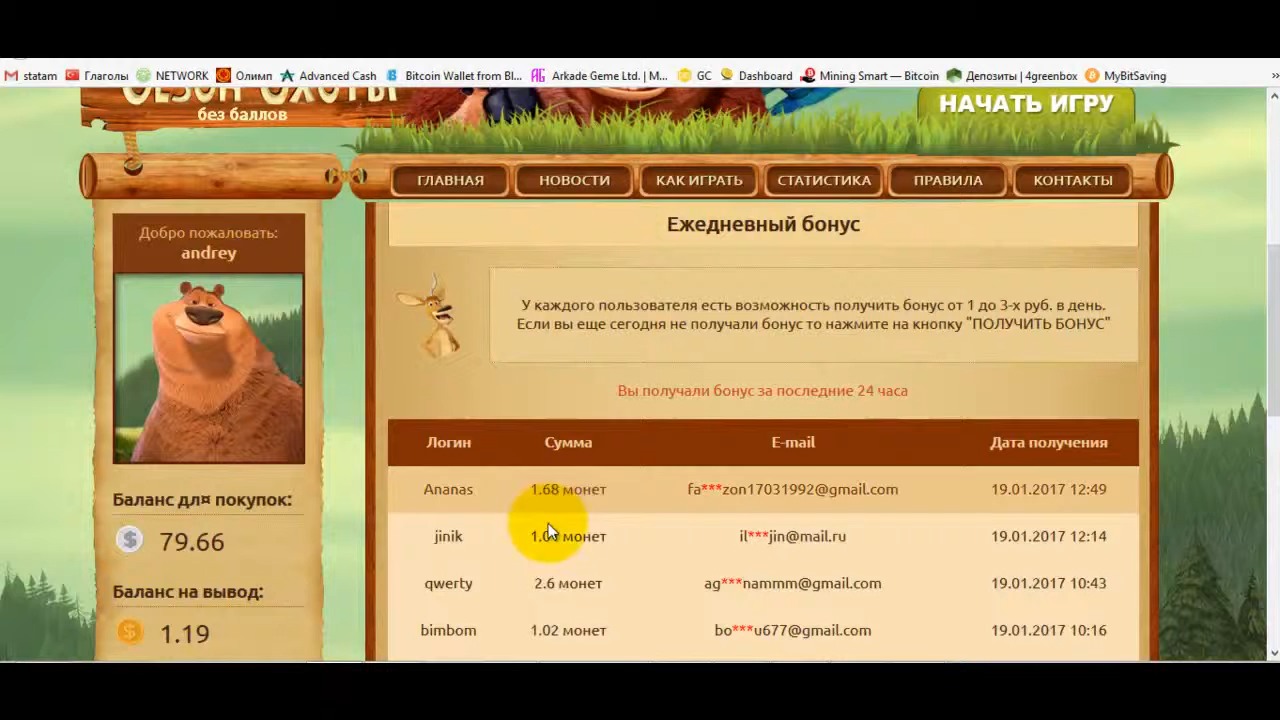 statam Глаголы NETWORK Олимп Advanced Cash Bitcoin Wallet from Bl... Arkade Geme Ltd. | M... GC Dashboard Mining Smart — Bitcoin Депозиты | 4greenbox MyBitSaving »
без баллов
НАЧАТЬ ИГРУ
ГЛАВНАЯ НОВОСТИ КАК ИГРАТЬ СТАТИСТИКА ПРАВИЛА КОНТАКТЫ
Добро пожаловать:
andrey
Баланс дл¤ покупок:
79.66
Баланс на вывод:
1.19
Ежедневный бонус
У каждого пользователя есть возможность получить бонус от 1 до 3-х руб. в день.
Если вы еще сегодня не получали бонус то нажмите на кнопку "ПОЛУЧИТЬ БОНУС"
Вы получали бонус за последние 24 часа
Логин Сумма E-mail Дата получения
Ananas 1.68 монет fa***zon17031992@gmail.com 19.01.2017 12:49
jinik монет il***jin@mail.ru 19.01.2017 12:14
qwerty 2.6 монет ag***nammm@gmail.com 19.01.2017 10:43
bimbom 1.02 монет bo***u677@gmail.com 19.01.2017 10:16